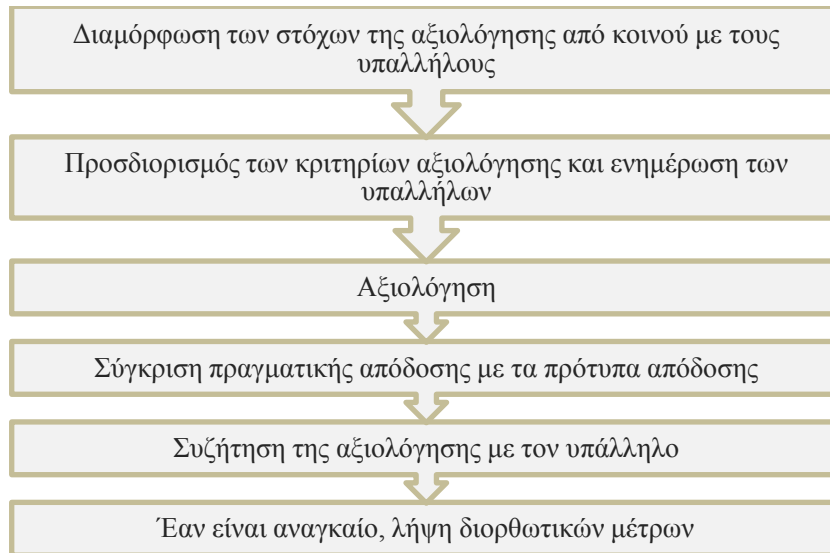 Διαμόρφωση των στόχων της αξιολόγησης από κοινού με τους
υπαλλήλους
Προσδιορισμός των κριτηρίων αξιολόγησης και ενημέρωση των
υπαλλήλων
Αξιολόγηση
Σύγκριση πραγματικής απόδοσης με τα πρότυπα απόδοσης
Συζήτηση της αξιολόγησης με τον υπάλληλο
Έαν είναι αναγκαίο, λήψη διορθωτικών μέτρων